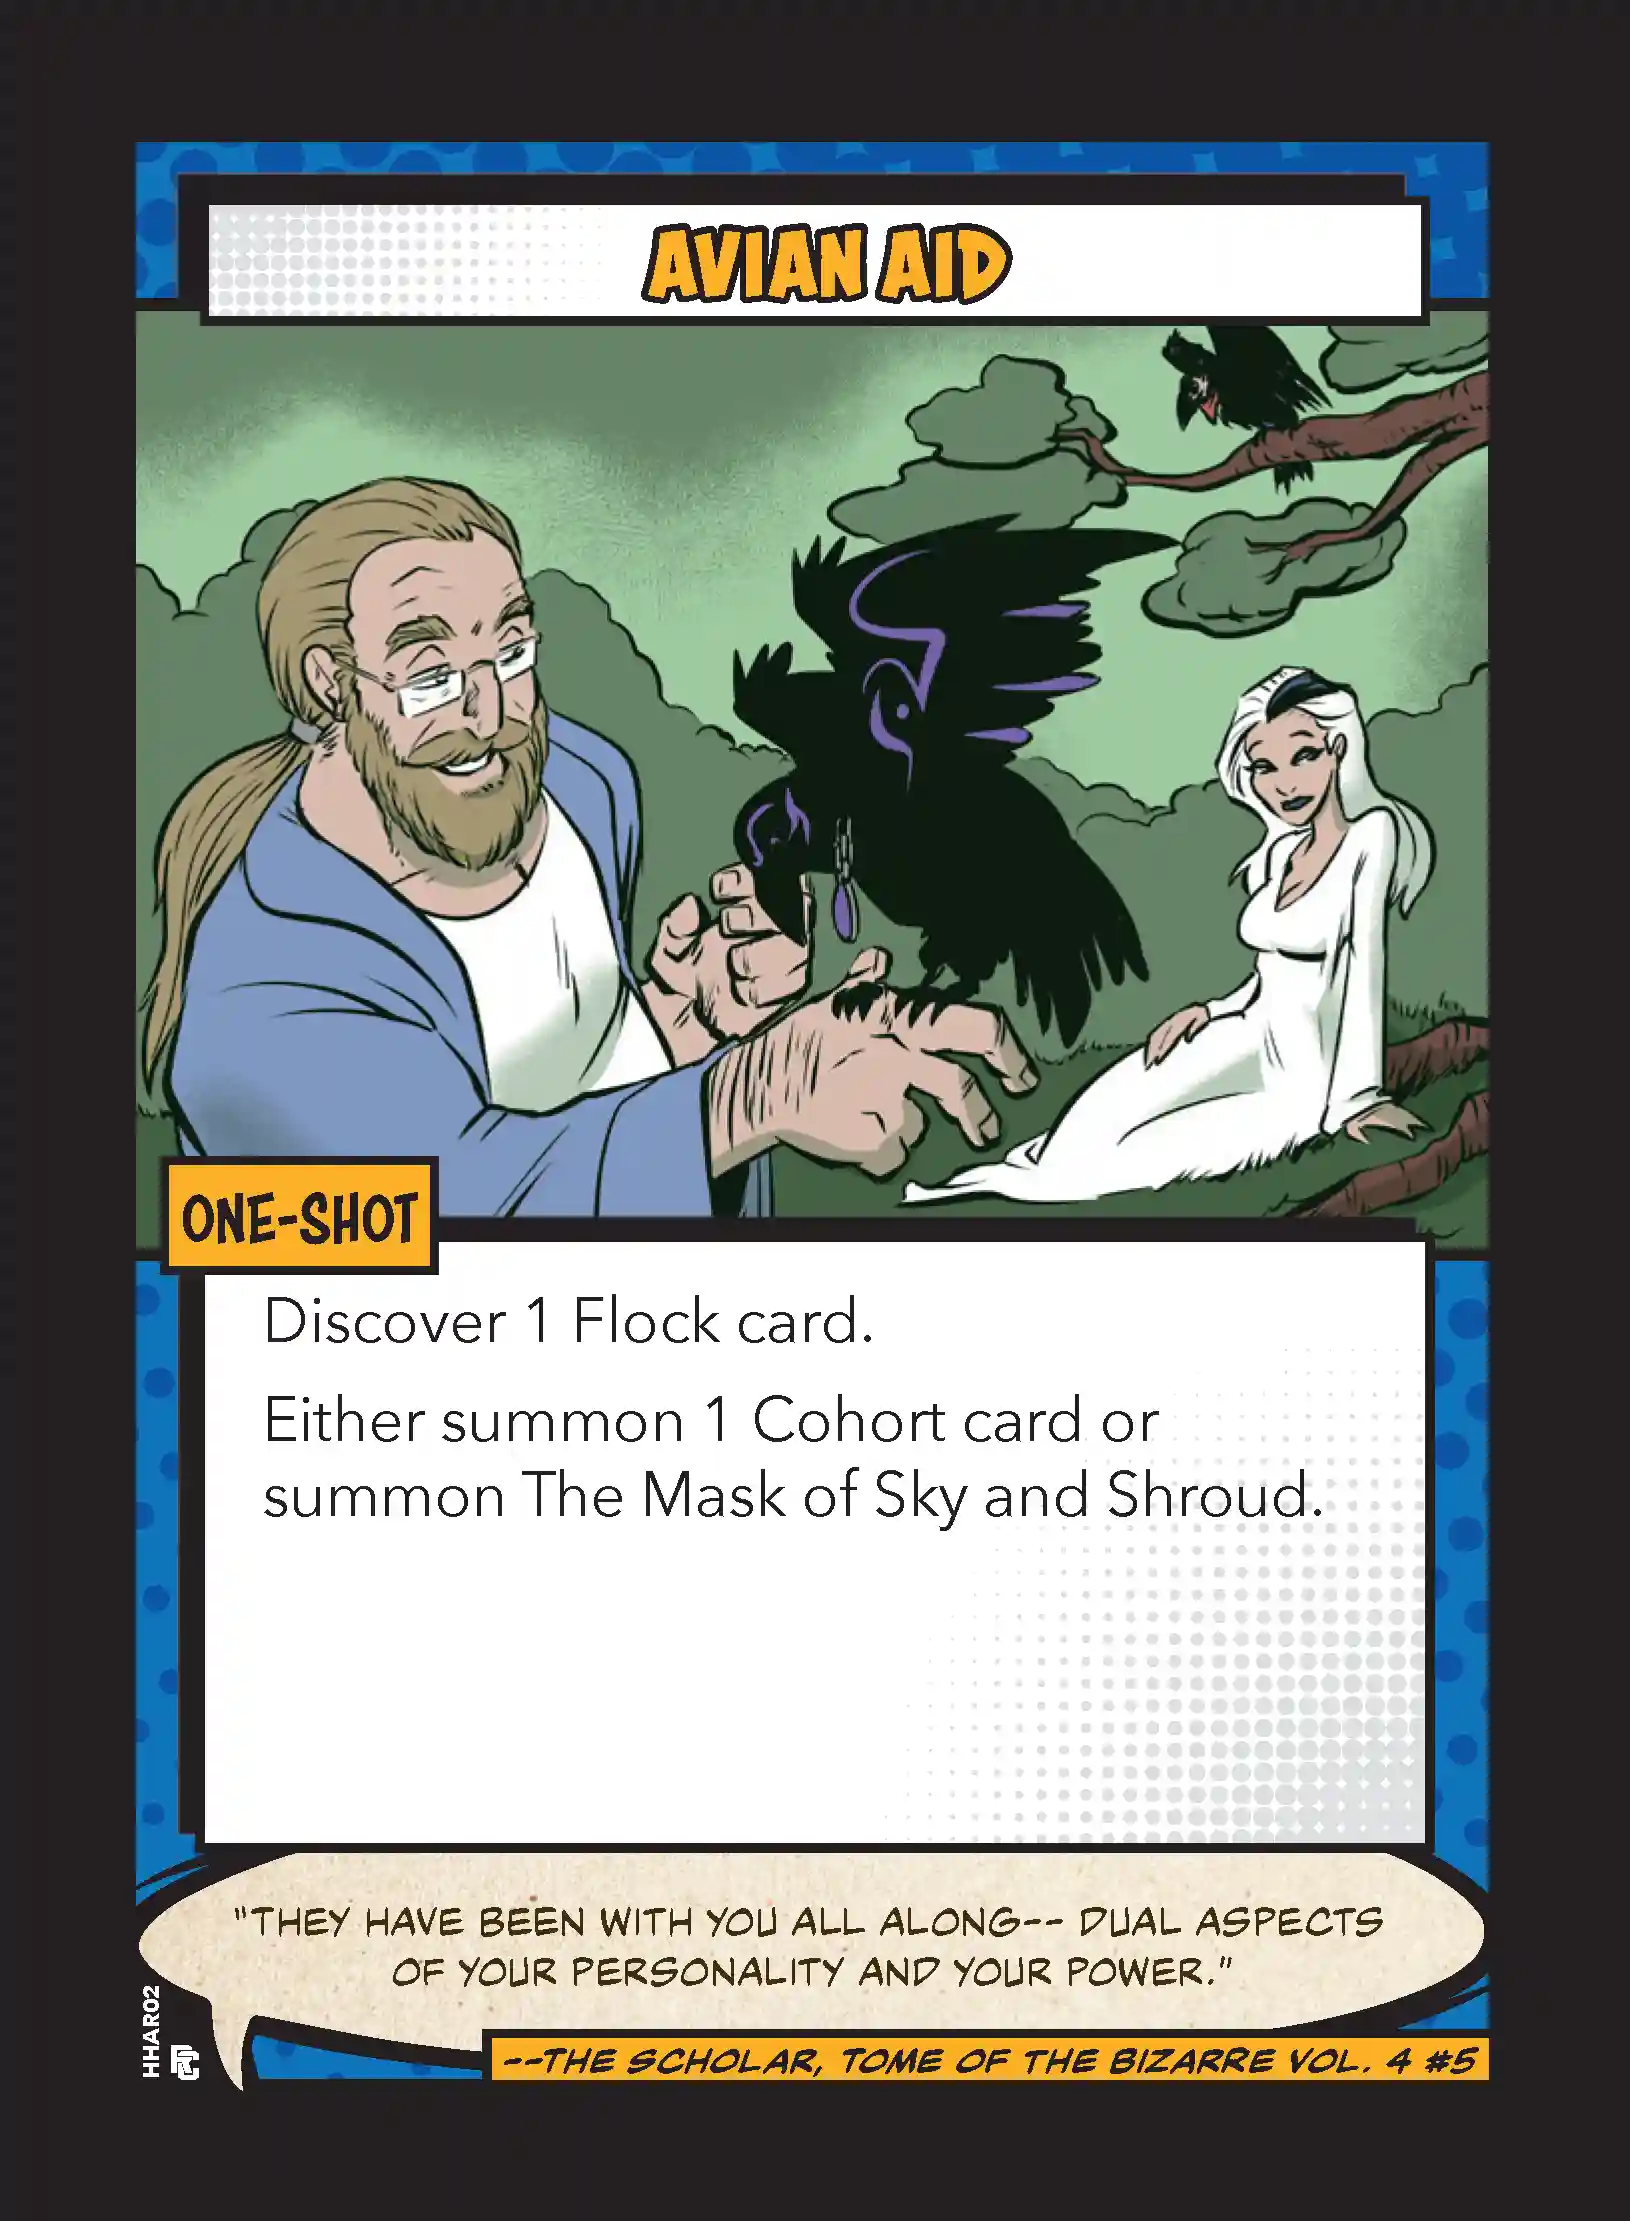 AVIAN AID
ONE-SHOT
Discover 1 Flock card.
Either summon 1 Cohort card or
summon The Mask of Sky and Shroud.
"THEY HAVE BEEN WITH YOU ALL ALONG-- DUAL ASPECTS
OF YOUR PERSONALITY AND YOUR POWER."
--THE SCHOLAR, TOME OF THE BIZARRE VOL. 4 #5
HHAR02